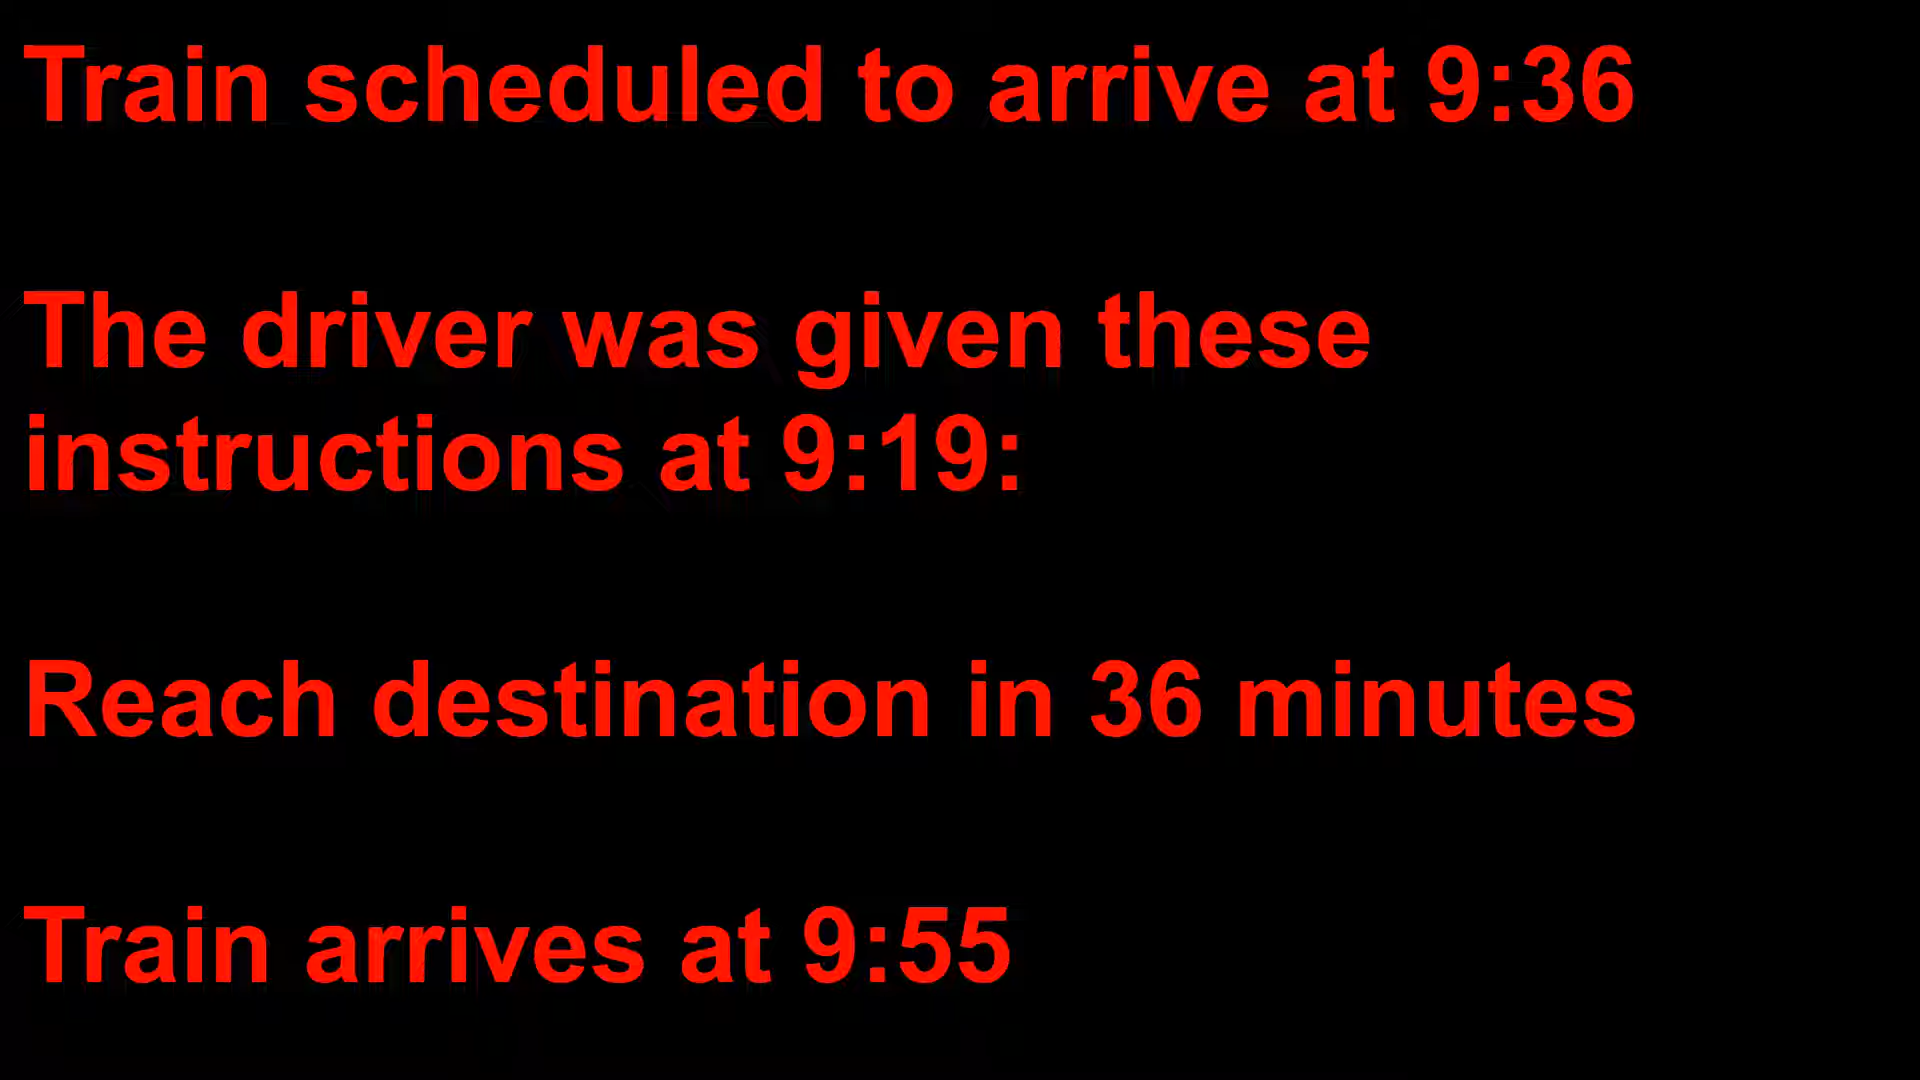 Train scheduled to arrive at 9:36
The driver was given these
instructions at 9:19:
Reach destination in 36 minutes
Train arrives at 9:55